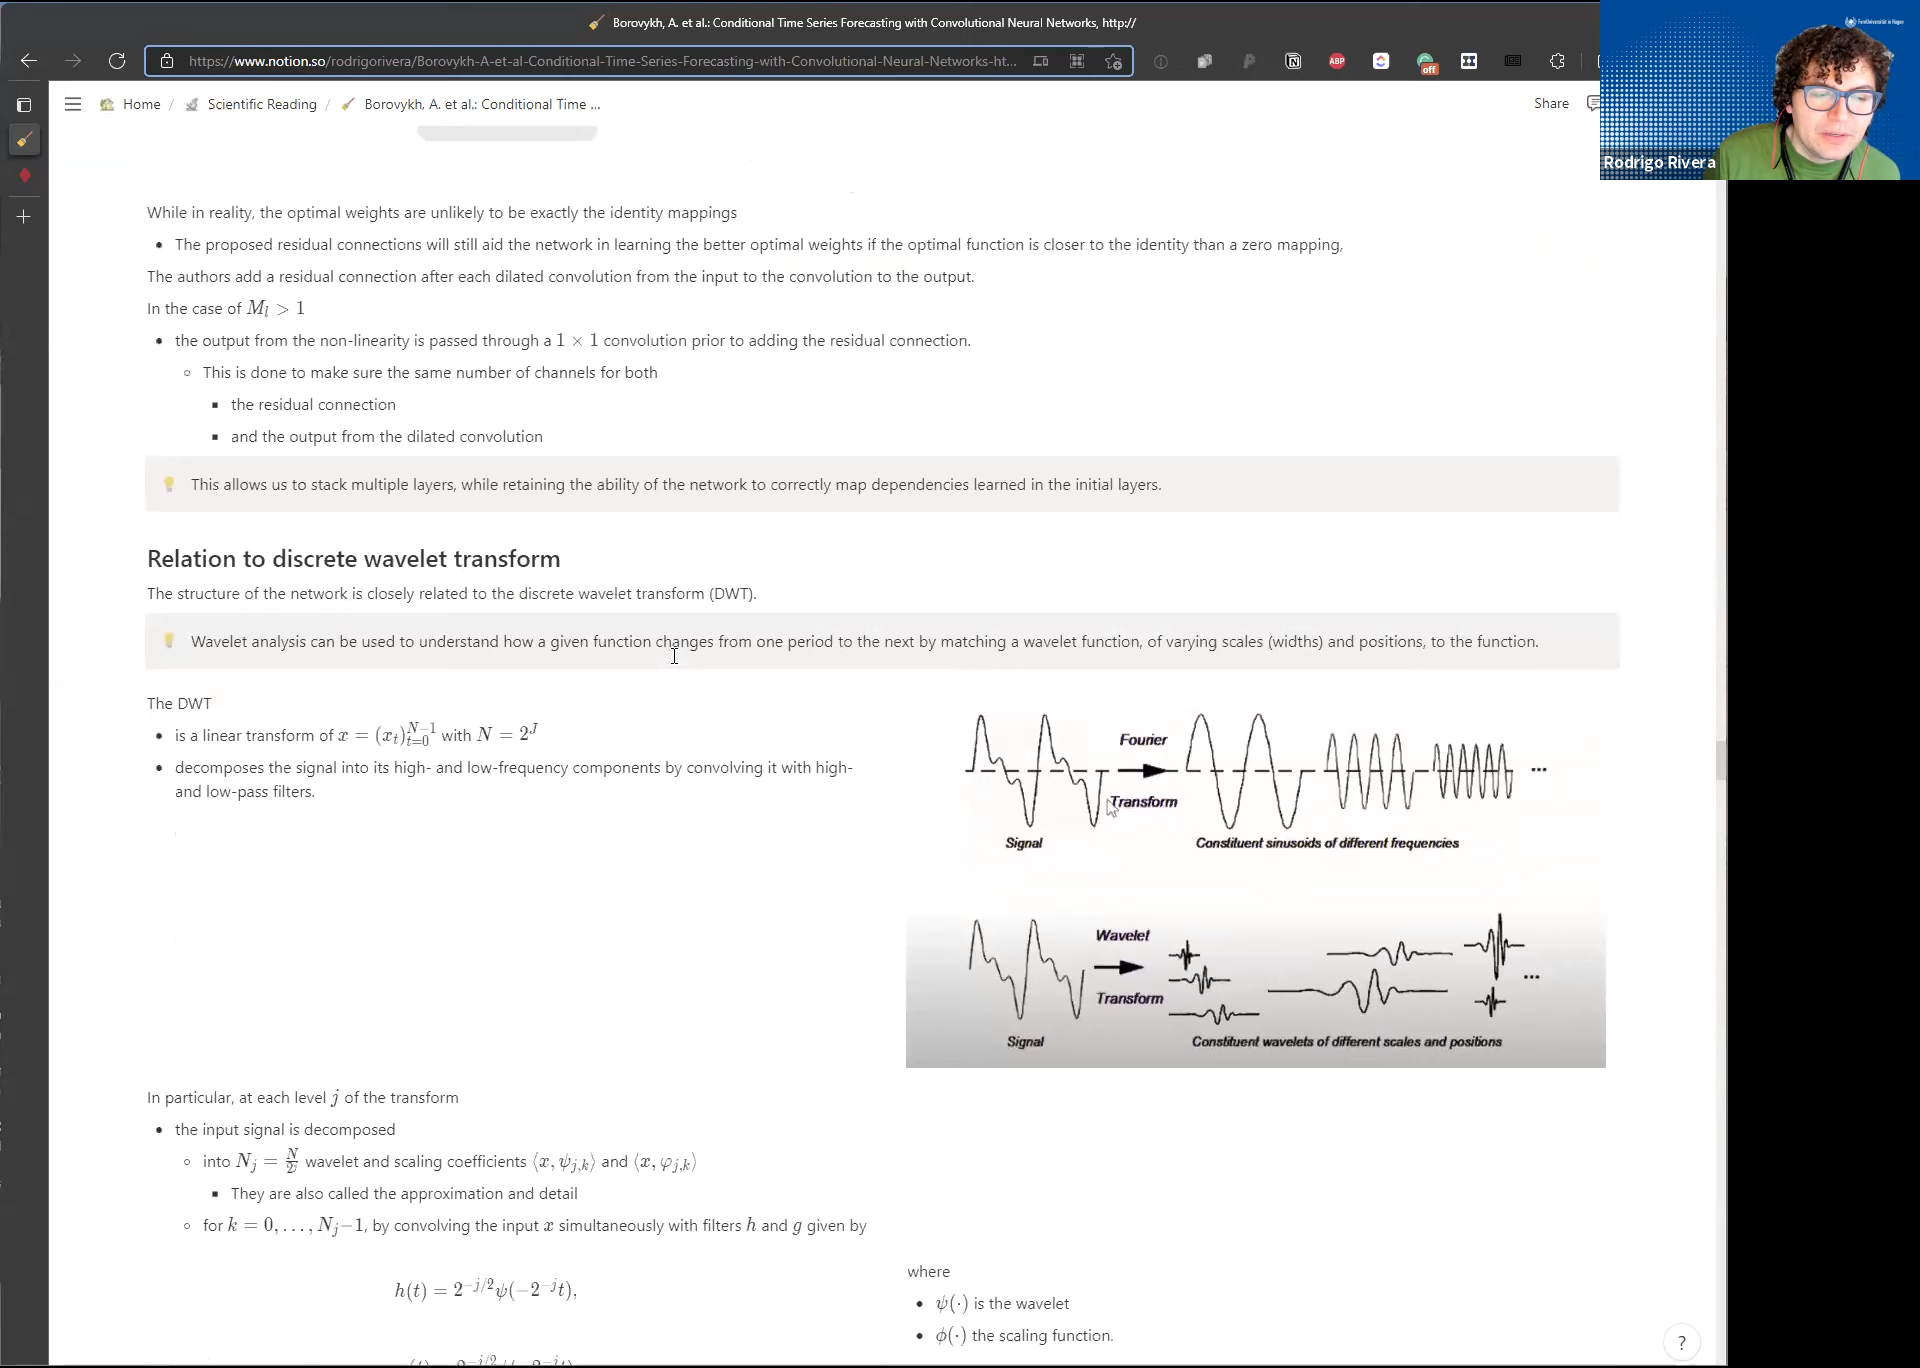 Borovykh, A. et al.: Conditional Time Series Forecasting with Convolutional Neural Networks, http://
https://www.notion.so/rodrigorivera/Borovykh-A-et-al-Conditional-Time-Series-Forecasting-with-Convolutional-Neural-Networks-ht...
ABP
off
Home / Scientific Reading / Borovykh, A. et al.: Conditional Time ...
Share
FernUniversität in Hagen
Rodrigo Rivera
While in reality, the optimal weights are unlikely to be exactly the identity mappings
• The proposed residual connections will still aid the network in learning the better optimal weights if the optimal function is closer to the identity than a zero mapping,
The authors add a residual connection after each dilated convolution from the input to the convolution to the output.
In the case of M_l > 1
• the output from the non-linearity is passed through a 1 × 1 convolution prior to adding the residual connection.
◦ This is done to make sure the same number of channels for both
▪ the residual connection
▪ and the output from the dilated convolution
This allows us to stack multiple layers, while retaining the ability of the network to correctly map dependencies learned in the initial layers.
Relation to discrete wavelet transform
The structure of the network is closely related to the discrete wavelet transform (DWT).
Wavelet analysis can be used to understand how a given function changes from one period to the next by matching a wavelet function, of varying scales (widths) and positions, to the function.
The DWT
• is a linear transform of x = (x_t)_{t=0}^{N−1} with N = 2^J
• decomposes the signal into its high- and low-frequency components by convolving it with high-
and low-pass filters.
Fourier
Transform
...
Signal
Constituent sinusoids of different frequencies
Wavelet
Transform
...
Signal
Constituent wavelets of different scales and positions
In particular, at each level j of the transform
• the input signal is decomposed
◦ into N_j = N/2^j wavelet and scaling coefficients ⟨x, ψ_{j,k}⟩ and ⟨x, φ_{j,k}⟩
▪ They are also called the approximation and detail
◦ for k = 0, . . . , N_j−1, by convolving the input x simultaneously with filters h and g given by
h(t) = 2^{−j/2}ψ(−2^{−j}t),
where
• ψ(·) is the wavelet
• ϕ(·) the scaling function.
?